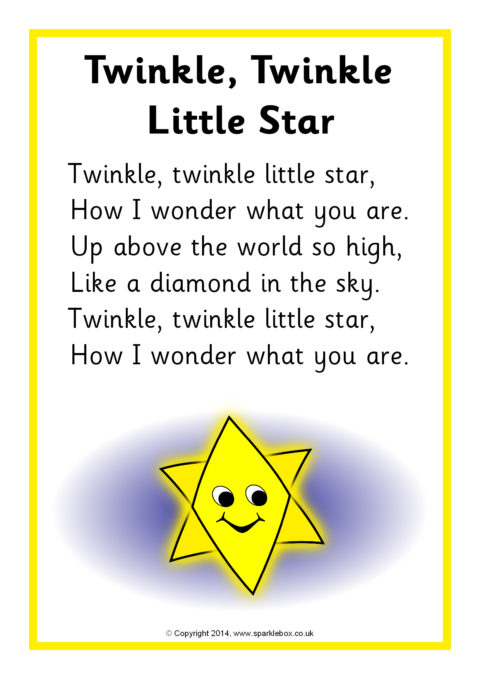 Twinkle, Twinkle
Little Star
Twinkle, twinkle little star,
How I wonder what you are.
Up above the world so high,
Like a diamond in the sky.
Twinkle, twinkle little star,
How I wonder what you are.
© Copyright 2014, www.sparklebox.co.uk